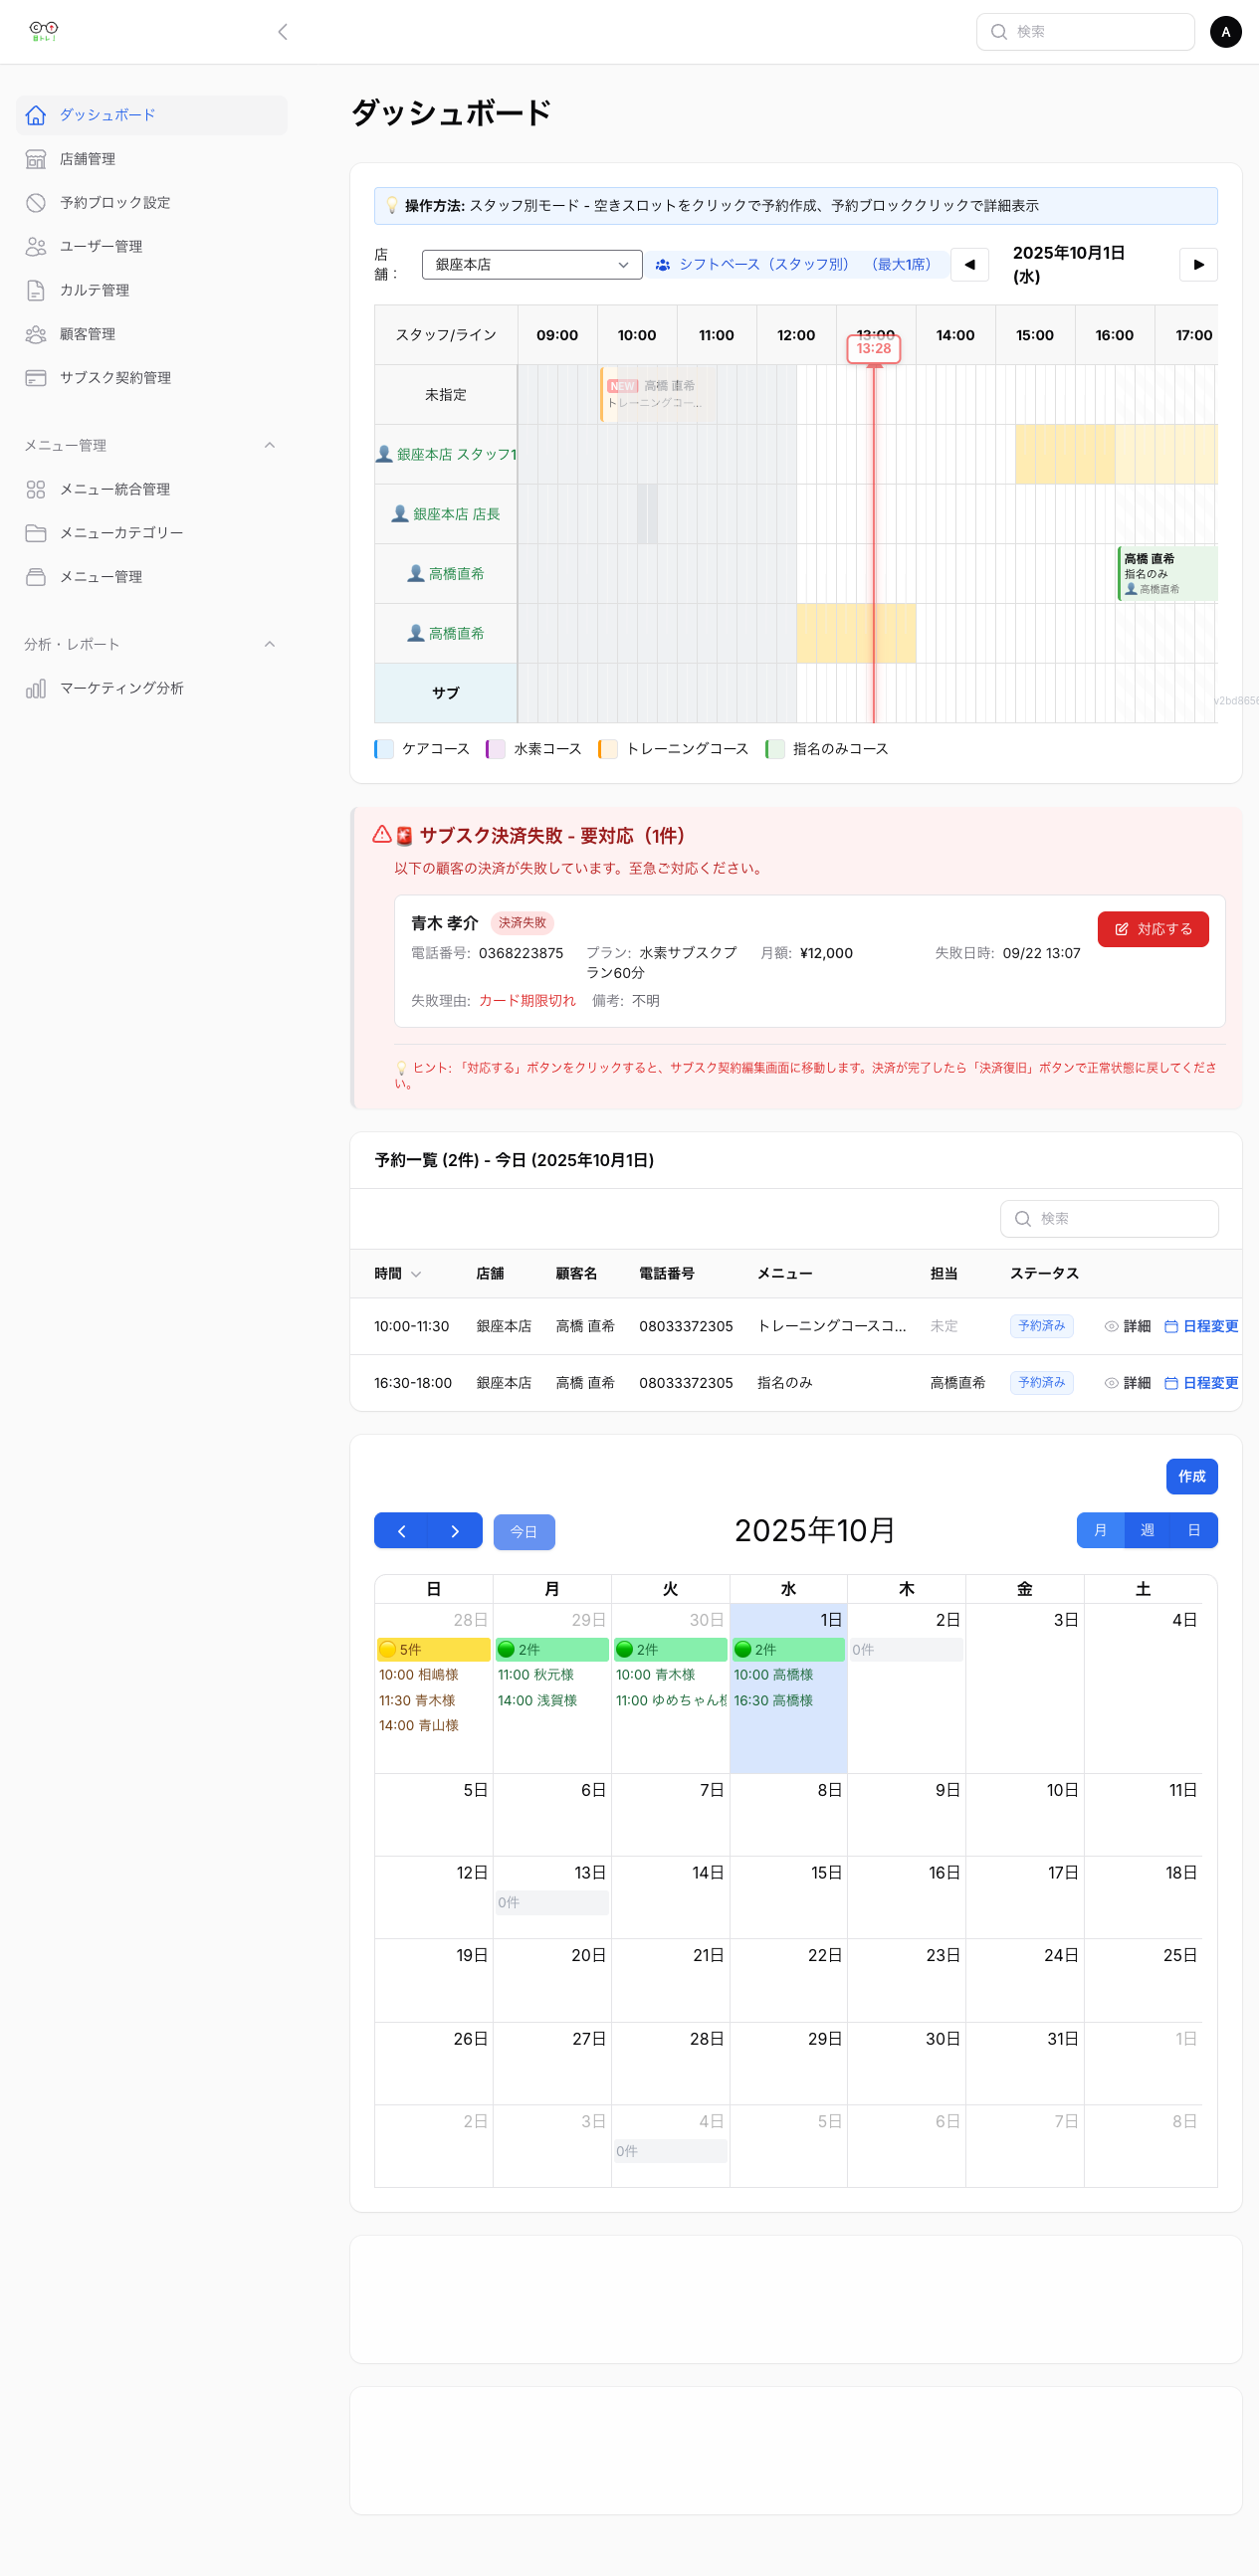 検索
A
ダッシュボード
店舗管理
予約ブロック設定
ユーザー管理
カルテ管理
顧客管理
サブスク契約管理
メニュー管理
メニュー統合管理
メニューカテゴリー
メニュー管理
分析・レポート
マーケティング分析
ダッシュボード
💡 操作方法: スタッフ別モード - 空きスロットをクリックで予約作成、予約ブロッククリックで詳細表示
店舗：
銀座本店
シフトベース（スタッフ別） （最大1席）
◀
2025年10月1日(水)
▶
スタッフ/ライン 09:00 10:00 11:00 12:00 13:00 14:00 15:00 16:00 17:00
13:28
未指定
NEW 高橋 直希
トレーニングコー...
銀座本店 スタッフ1
銀座本店 店長
高橋直希
高橋 直希
指名のみ
高橋直希
高橋直希
サブ
v2bd8656
ケアコース 水素コース トレーニングコース 指名のみコース
🚨 サブスク決済失敗 - 要対応（1件）
以下の顧客の決済が失敗しています。至急ご対応ください。
青木 孝介 決済失敗
対応する
電話番号: 0368223875 プラン: 水素サブスクプラン60分 月額: ¥12,000 失敗日時: 09/22 13:07
失敗理由: カード期限切れ 備考: 不明
💡 ヒント: 「対応する」ボタンをクリックすると、サブスク契約編集画面に移動します。決済が完了したら「決済復旧」ボタンで正常状態に戻してください。
予約一覧 (2件) - 今日 (2025年10月1日)
検索
時間 店舗 顧客名 電話番号 メニュー 担当 ステータス
10:00-11:30 銀座本店 高橋 直希 08033372305 トレーニングコースコ... 未定 予約済み 詳細 日程変更
16:30-18:00 銀座本店 高橋 直希 08033372305 指名のみ 高橋直希 予約済み 詳細 日程変更
作成
今日
2025年10月
月 週 日
日 月 火 水 木 金 土
28日 29日 30日 1日 2日 3日 4日
🟡 5件 🟢 2件 🟢 2件 🟢 2件 0件
10:00 相嶋様 11:00 秋元様 10:00 青木様 10:00 高橋様
11:30 青木様 14:00 浅賀様 11:00 ゆめちゃん様 16:30 高橋様
14:00 青山様
5日 6日 7日 8日 9日 10日 11日
12日 13日 14日 15日 16日 17日 18日
0件
19日 20日 21日 22日 23日 24日 25日
26日 27日 28日 29日 30日 31日 1日
2日 3日 4日 5日 6日 7日 8日
0件